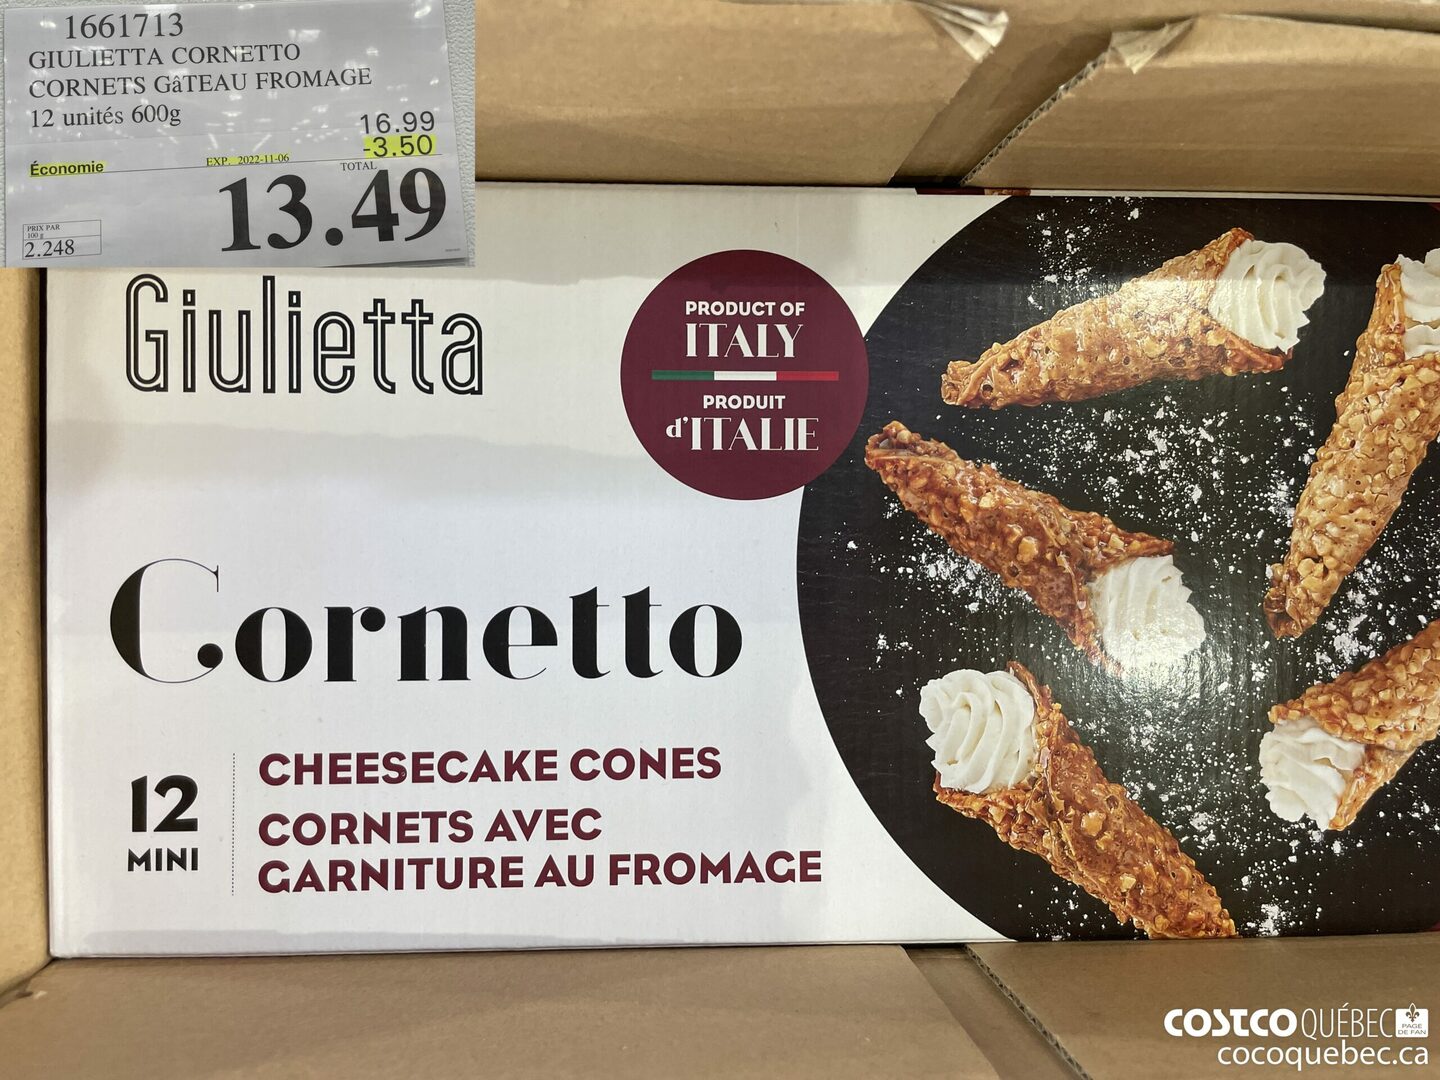 1661713
GIULIETTA CORNETTO
CORNETS GâTEAU FROMAGE
12 unités 600g
16.99
Économie EXP. 2022-11-06 -3.50
TOTAL
13.49
PRIX PAR
100 g
2.248
Giulietta
PRODUCT OF
ITALY
PRODUIT
d'ITALIE
Cornetto
12
MINI
CHEESECAKE CONES
CORNETS AVEC
GARNITURE AU FROMAGE
COSTCO QUÉBEC
PAGE
DE FAN
cocoquebec.ca